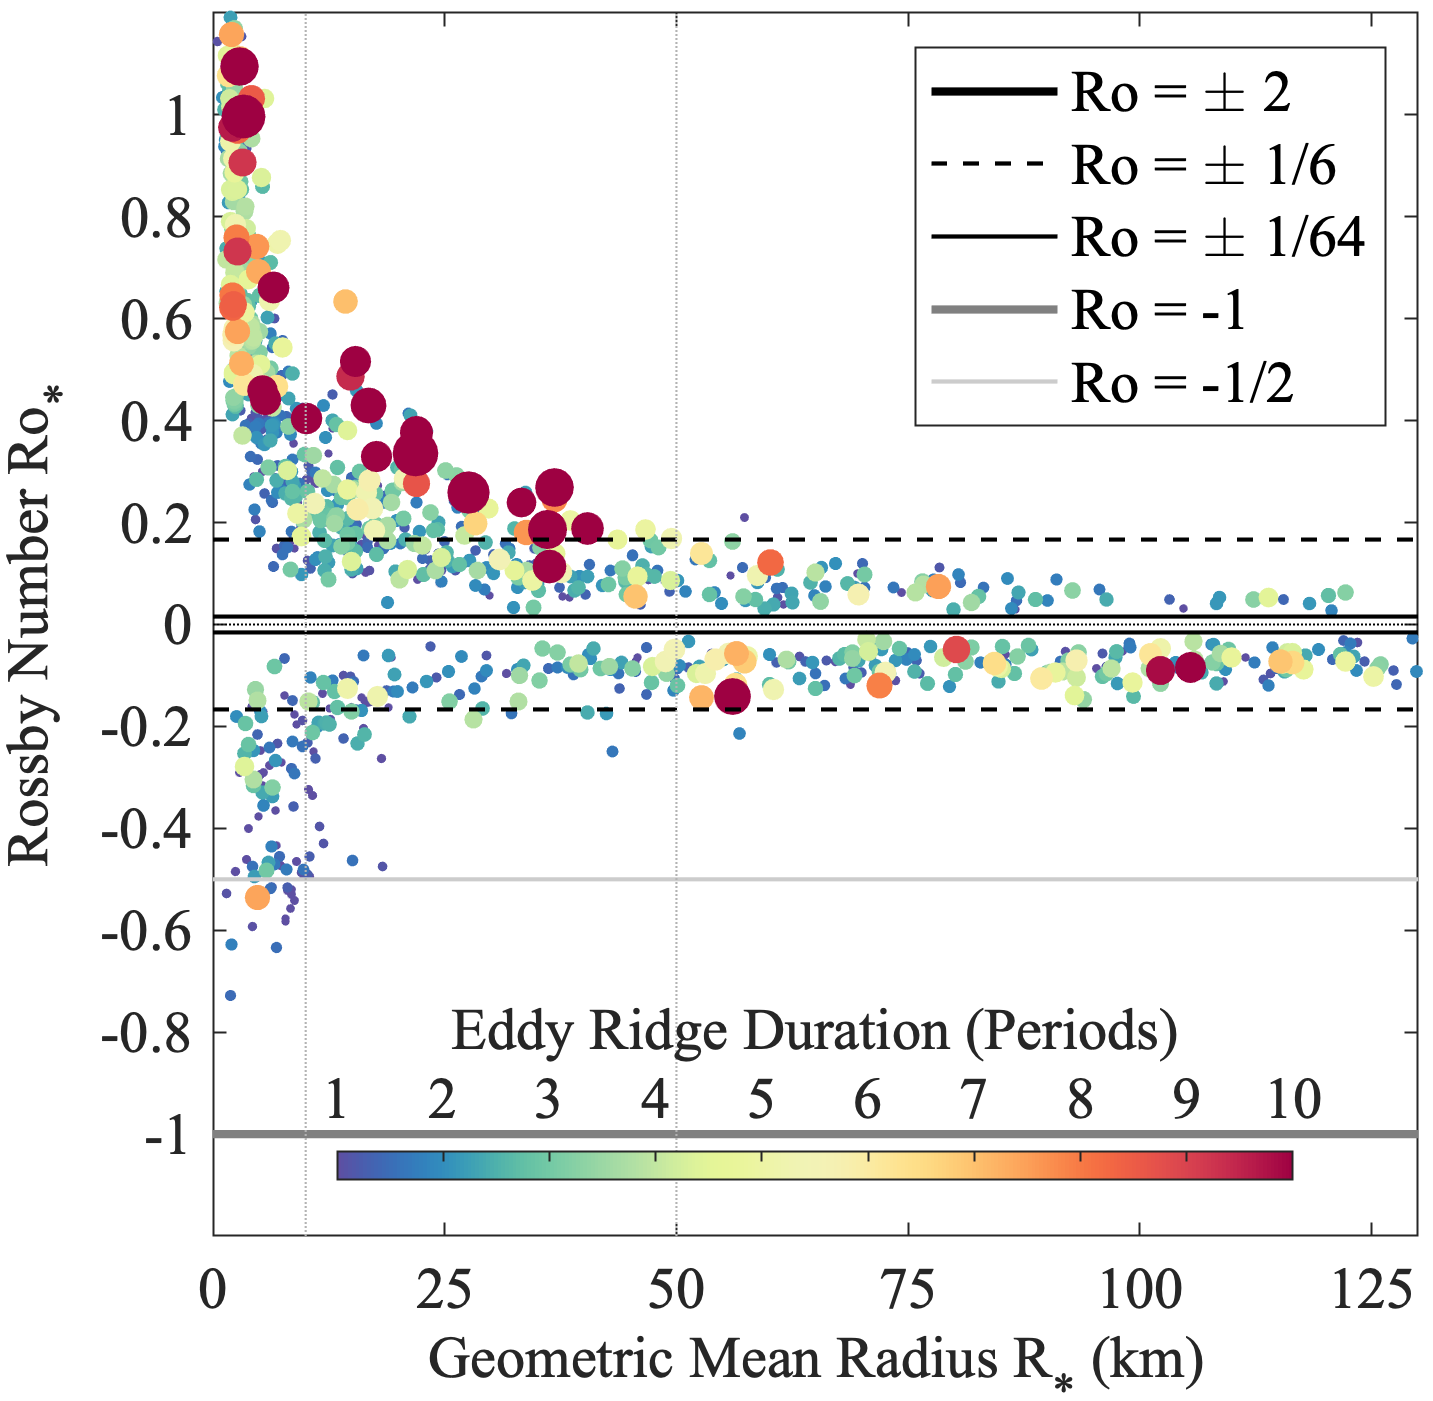 Ro = ± 2
Ro = ± 1/6
Ro = ± 1/64
Ro = -1
Ro = -1/2
1
0.8
0.6
0.4
0.2
0
-0.2
-0.4
-0.6
-0.8
-1
Rossby Number Ro*
Eddy Ridge Duration (Periods)
1 2 3 4 5 6 7 8 9 10
0 25 50 75 100 125
Geometric Mean Radius R* (km)